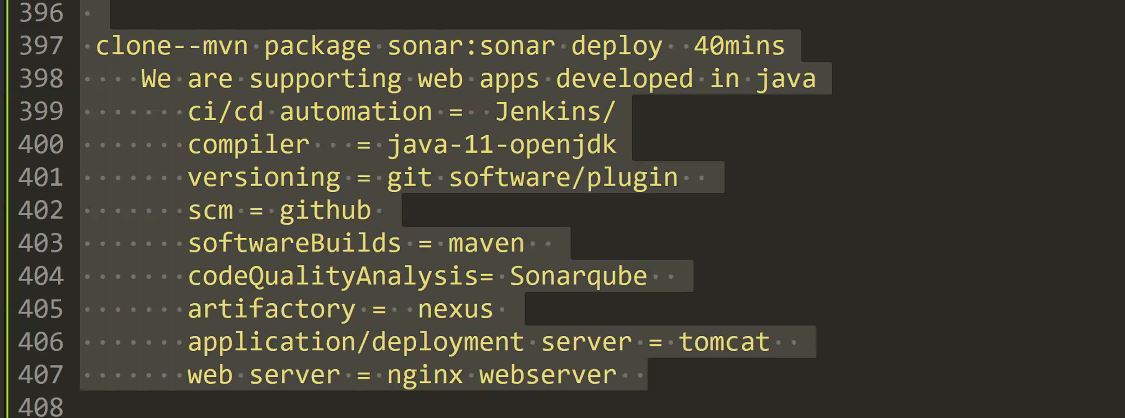 396
397 clone--mvn package sonar:sonar deploy  40mins
398    We are supporting web apps developed in java
399       ci/cd automation =  Jenkins/
400       compiler   = java-11-openjdk
401       versioning = git software/plugin
402       scm = github
403       softwareBuilds = maven
404       codeQualityAnalysis= Sonarqube
405       artifactory =  nexus
406       application/deployment server = tomcat
407       web server = nginx webserver
408